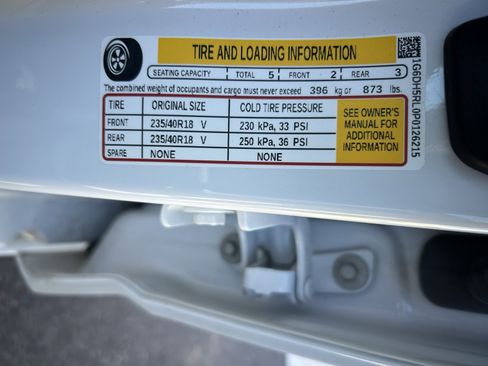 TIRE AND LOADING INFORMATION
SEATING CAPACITY TOTAL 5 FRONT 2 REAR 3
The combined weight of occupants and cargo must never exceed 396 kg or 873 lbs.
TIRE ORIGINAL SIZE COLD TIRE PRESSURE
FRONT 235/40R18 V 230 kPa, 33 PSI
REAR 235/40R18 V 250 kPa, 36 PSI
SPARE NONE NONE
SEE OWNER'S
MANUAL FOR
ADDITIONAL
INFORMATION
1G6DH5RL0P0126215